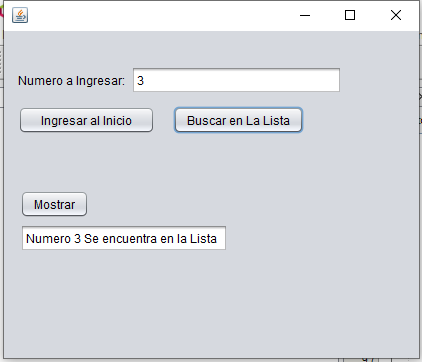 Numero a Ingresar: 3
Ingresar al Inicio Buscar en La Lista
Mostrar
Numero 3 Se encuentra en la Lista